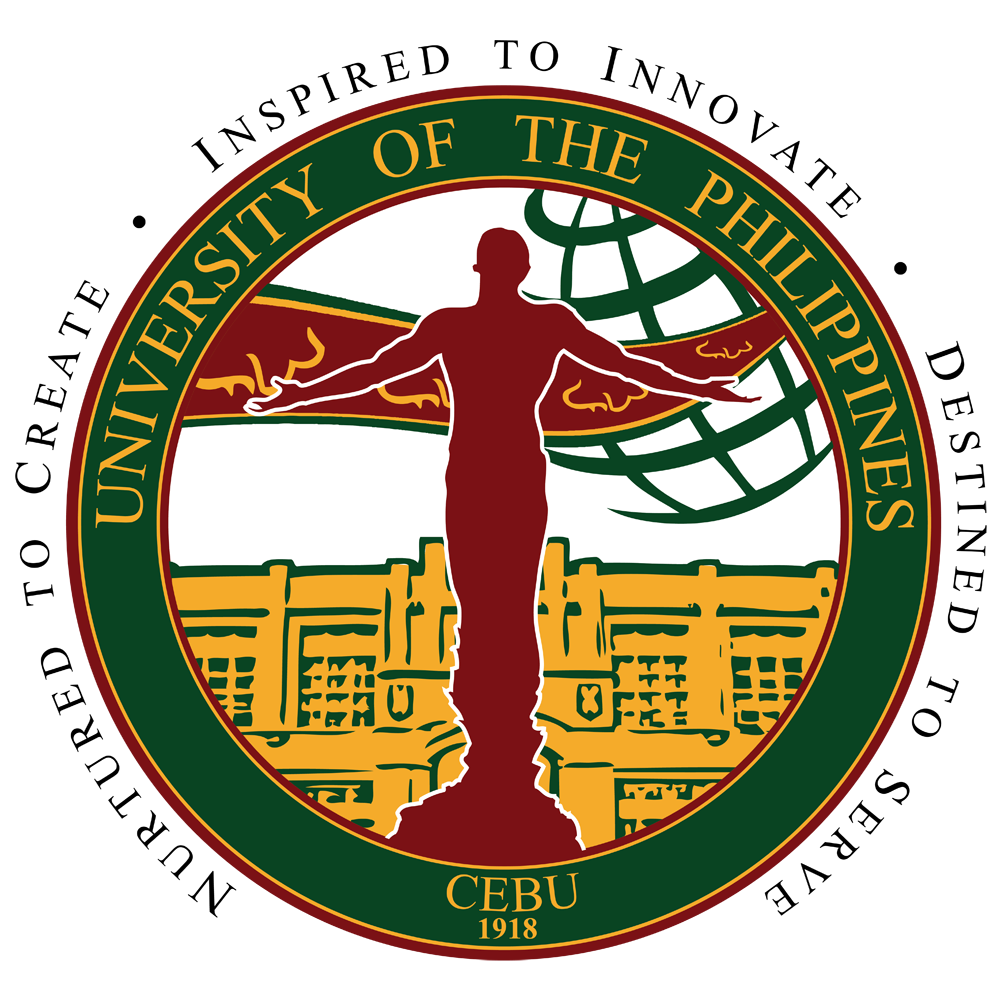 NURTURED TO CREATE • INSPIRED TO INNOVATE • DESTINED TO SERVE
UNIVERSITY OF THE PHILIPPINES
CEBU
1918